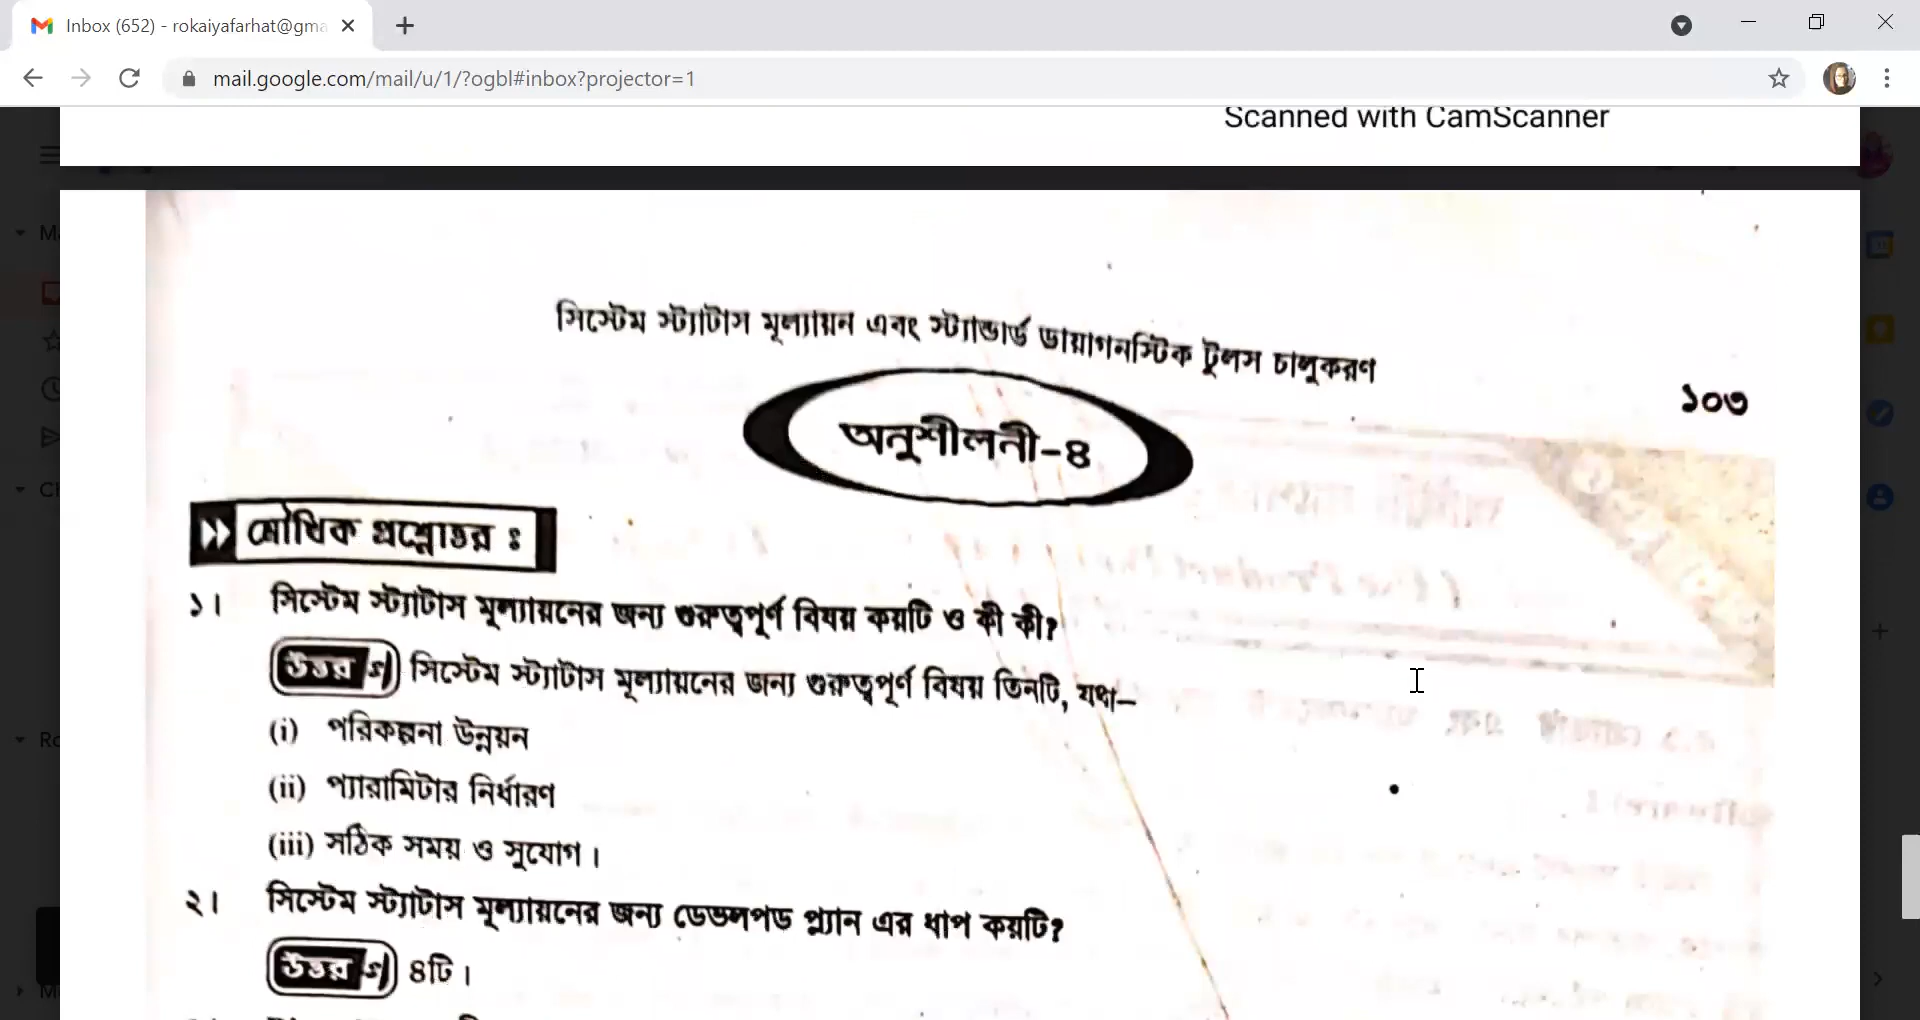 Inbox (652) - rokaiyafarhat@gma
mail.google.com/mail/u/1/?ogbl#inbox?projector=1
Scanned with CamScanner
সিস্টেম স্ট্যাটাস মূল্যায়ন এবং স্ট্যান্ডার্ড ডায়াগনস্টিক টুলস চালুকরণ
১০৩
অনুশীলনী-৪
মৌখিক প্রশ্নোত্তর :
১। সিস্টেম স্ট্যাটাস মূল্যায়নের জন্য গুরুত্বপূর্ণ বিষয় কয়টি ও কী কী?
উত্তর সিস্টেম স্ট্যাটাস মূল্যায়নের জন্য গুরুত্বপূর্ণ বিষয় তিনটি, যথা—
(i) পরিকল্পনা উন্নয়ন
(ii) প্যারামিটার নির্ধারণ
(iii) সঠিক সময় ও সুযোগ।
২। সিস্টেম স্ট্যাটাস মূল্যায়নের জন্য ডেভলপড প্ল্যান এর ধাপ কয়টি?
উত্তর ৪টি।